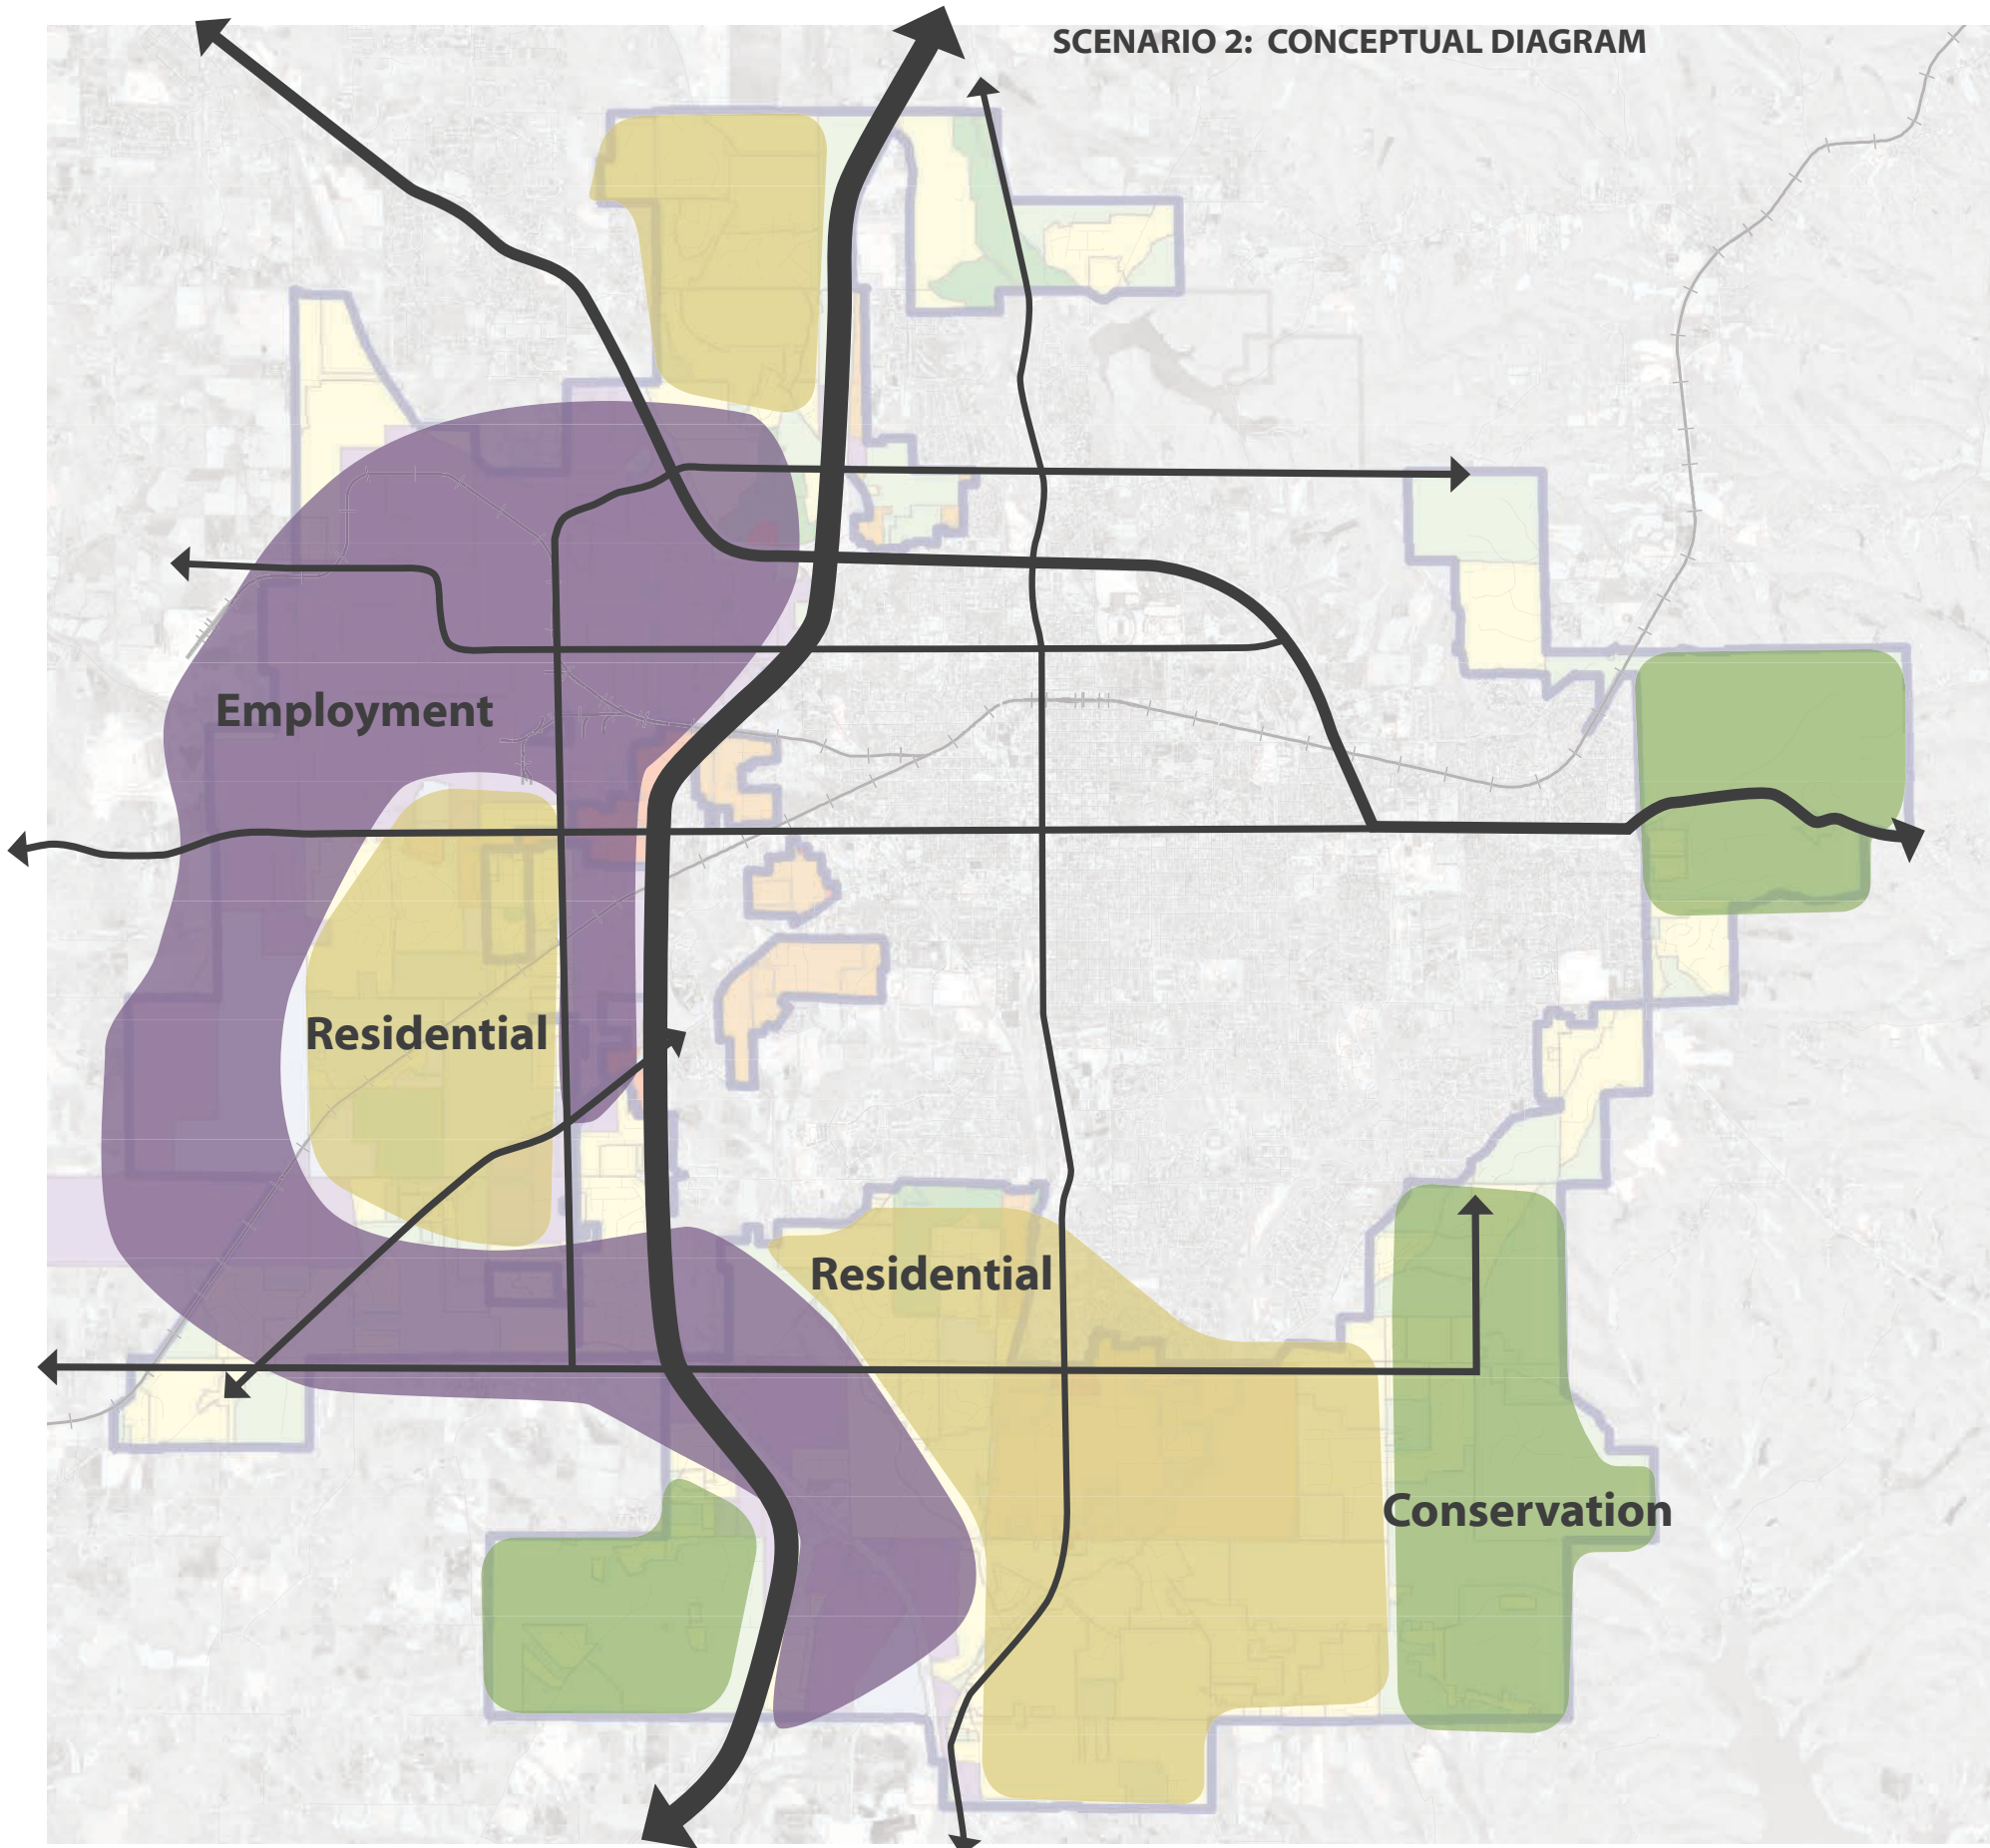 SCENARIO 2:  CONCEPTUAL DIAGRAM
Employment
Residential
Residential
Conservation